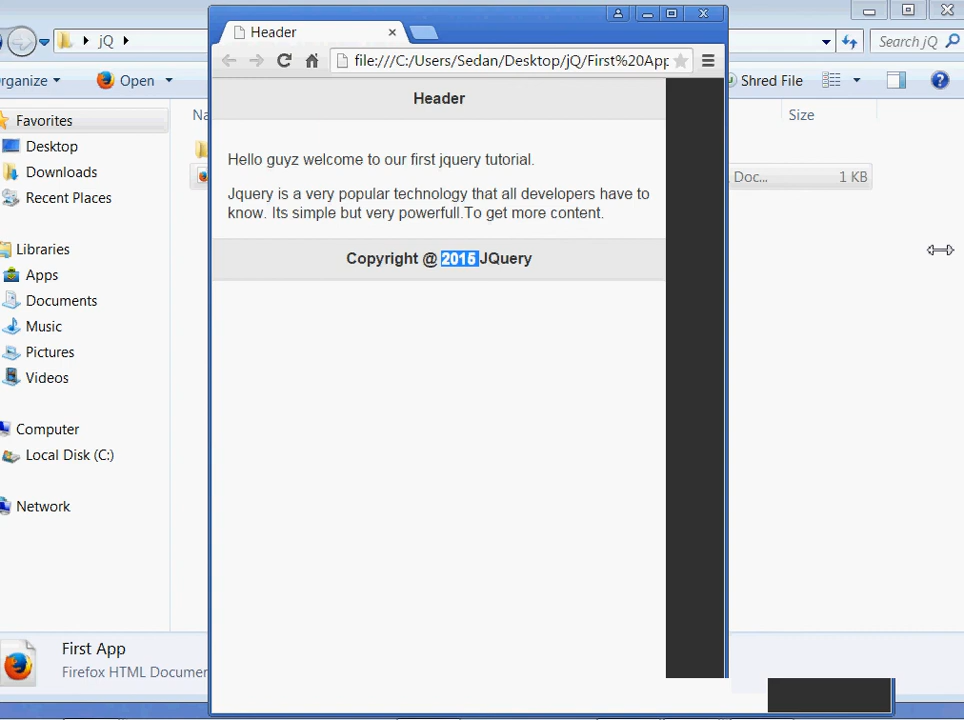 Header
jQ
file:///C:/Users/Sedan/Desktop/jQ/First%20App
Search jQ
rganize
Open
Shred File
Header
Na
Size
Favorites
Desktop
Downloads
Recent Places
Hello guyz welcome to our first jquery tutorial.
Doc...
1 KB
Jquery is a very popular technology that all developers have to
know. Its simple but very powerfull.To get more content.
Libraries
Apps
Documents
Music
Pictures
Videos
Copyright @ 2015 JQuery
Computer
Local Disk (C:)
Network
First App
Firefox HTML Documen